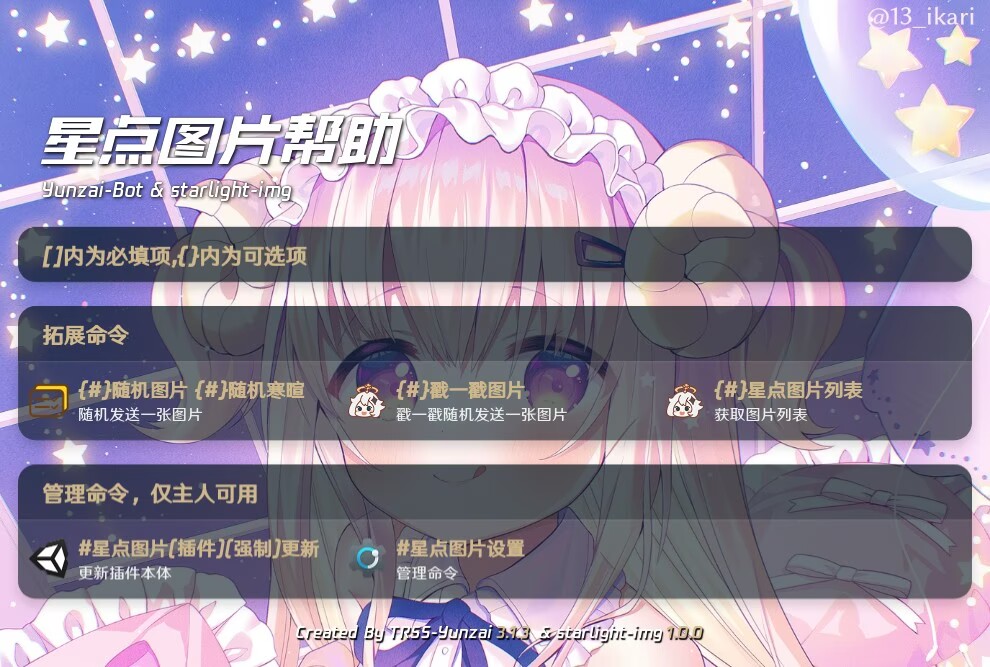 @13_ikari
星点图片帮助
Yunzai-Bot & starlight-img
[]内为必填项,{}内为可选项
拓展命令
{#}随机图片 {#}随机寒喧
随机发送一张图片
{#}戳一戳图片
戳一戳随机发送一张图片
{#}星点图片列表
获取图片列表
管理命令，仅主人可用
#星点图片[插件][强制]更新
更新插件本体
#星点图片设置
管理命令
Created By TRSS-Yunzai 3.1.3 & starlight-img 1.0.0